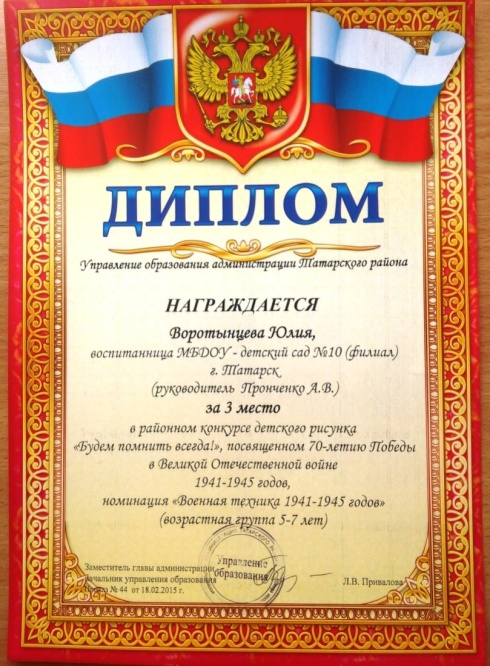 ДИПЛОМ
Управление образования администрации Татарского района
НАГРАЖДАЕТСЯ
Воротынцева Юлия,
воспитанница МБДОУ - детский сад №10 (филиал)
г. Татарск
(руководитель Пронченко А.В.)
за 3 место
в районном конкурсе детского рисунка
«Будем помнить всегда!», посвященном 70-летию Победы
в Великой Отечественной войне
1941-1945 годов,
номинация «Военная техника 1941-1945 годов»
(возрастная группа 5-7 лет)
Управление
образования
Заместитель главы администрации
начальник управления образования
Л.В. Привалова
№ 44 от 18.02.2015 г.